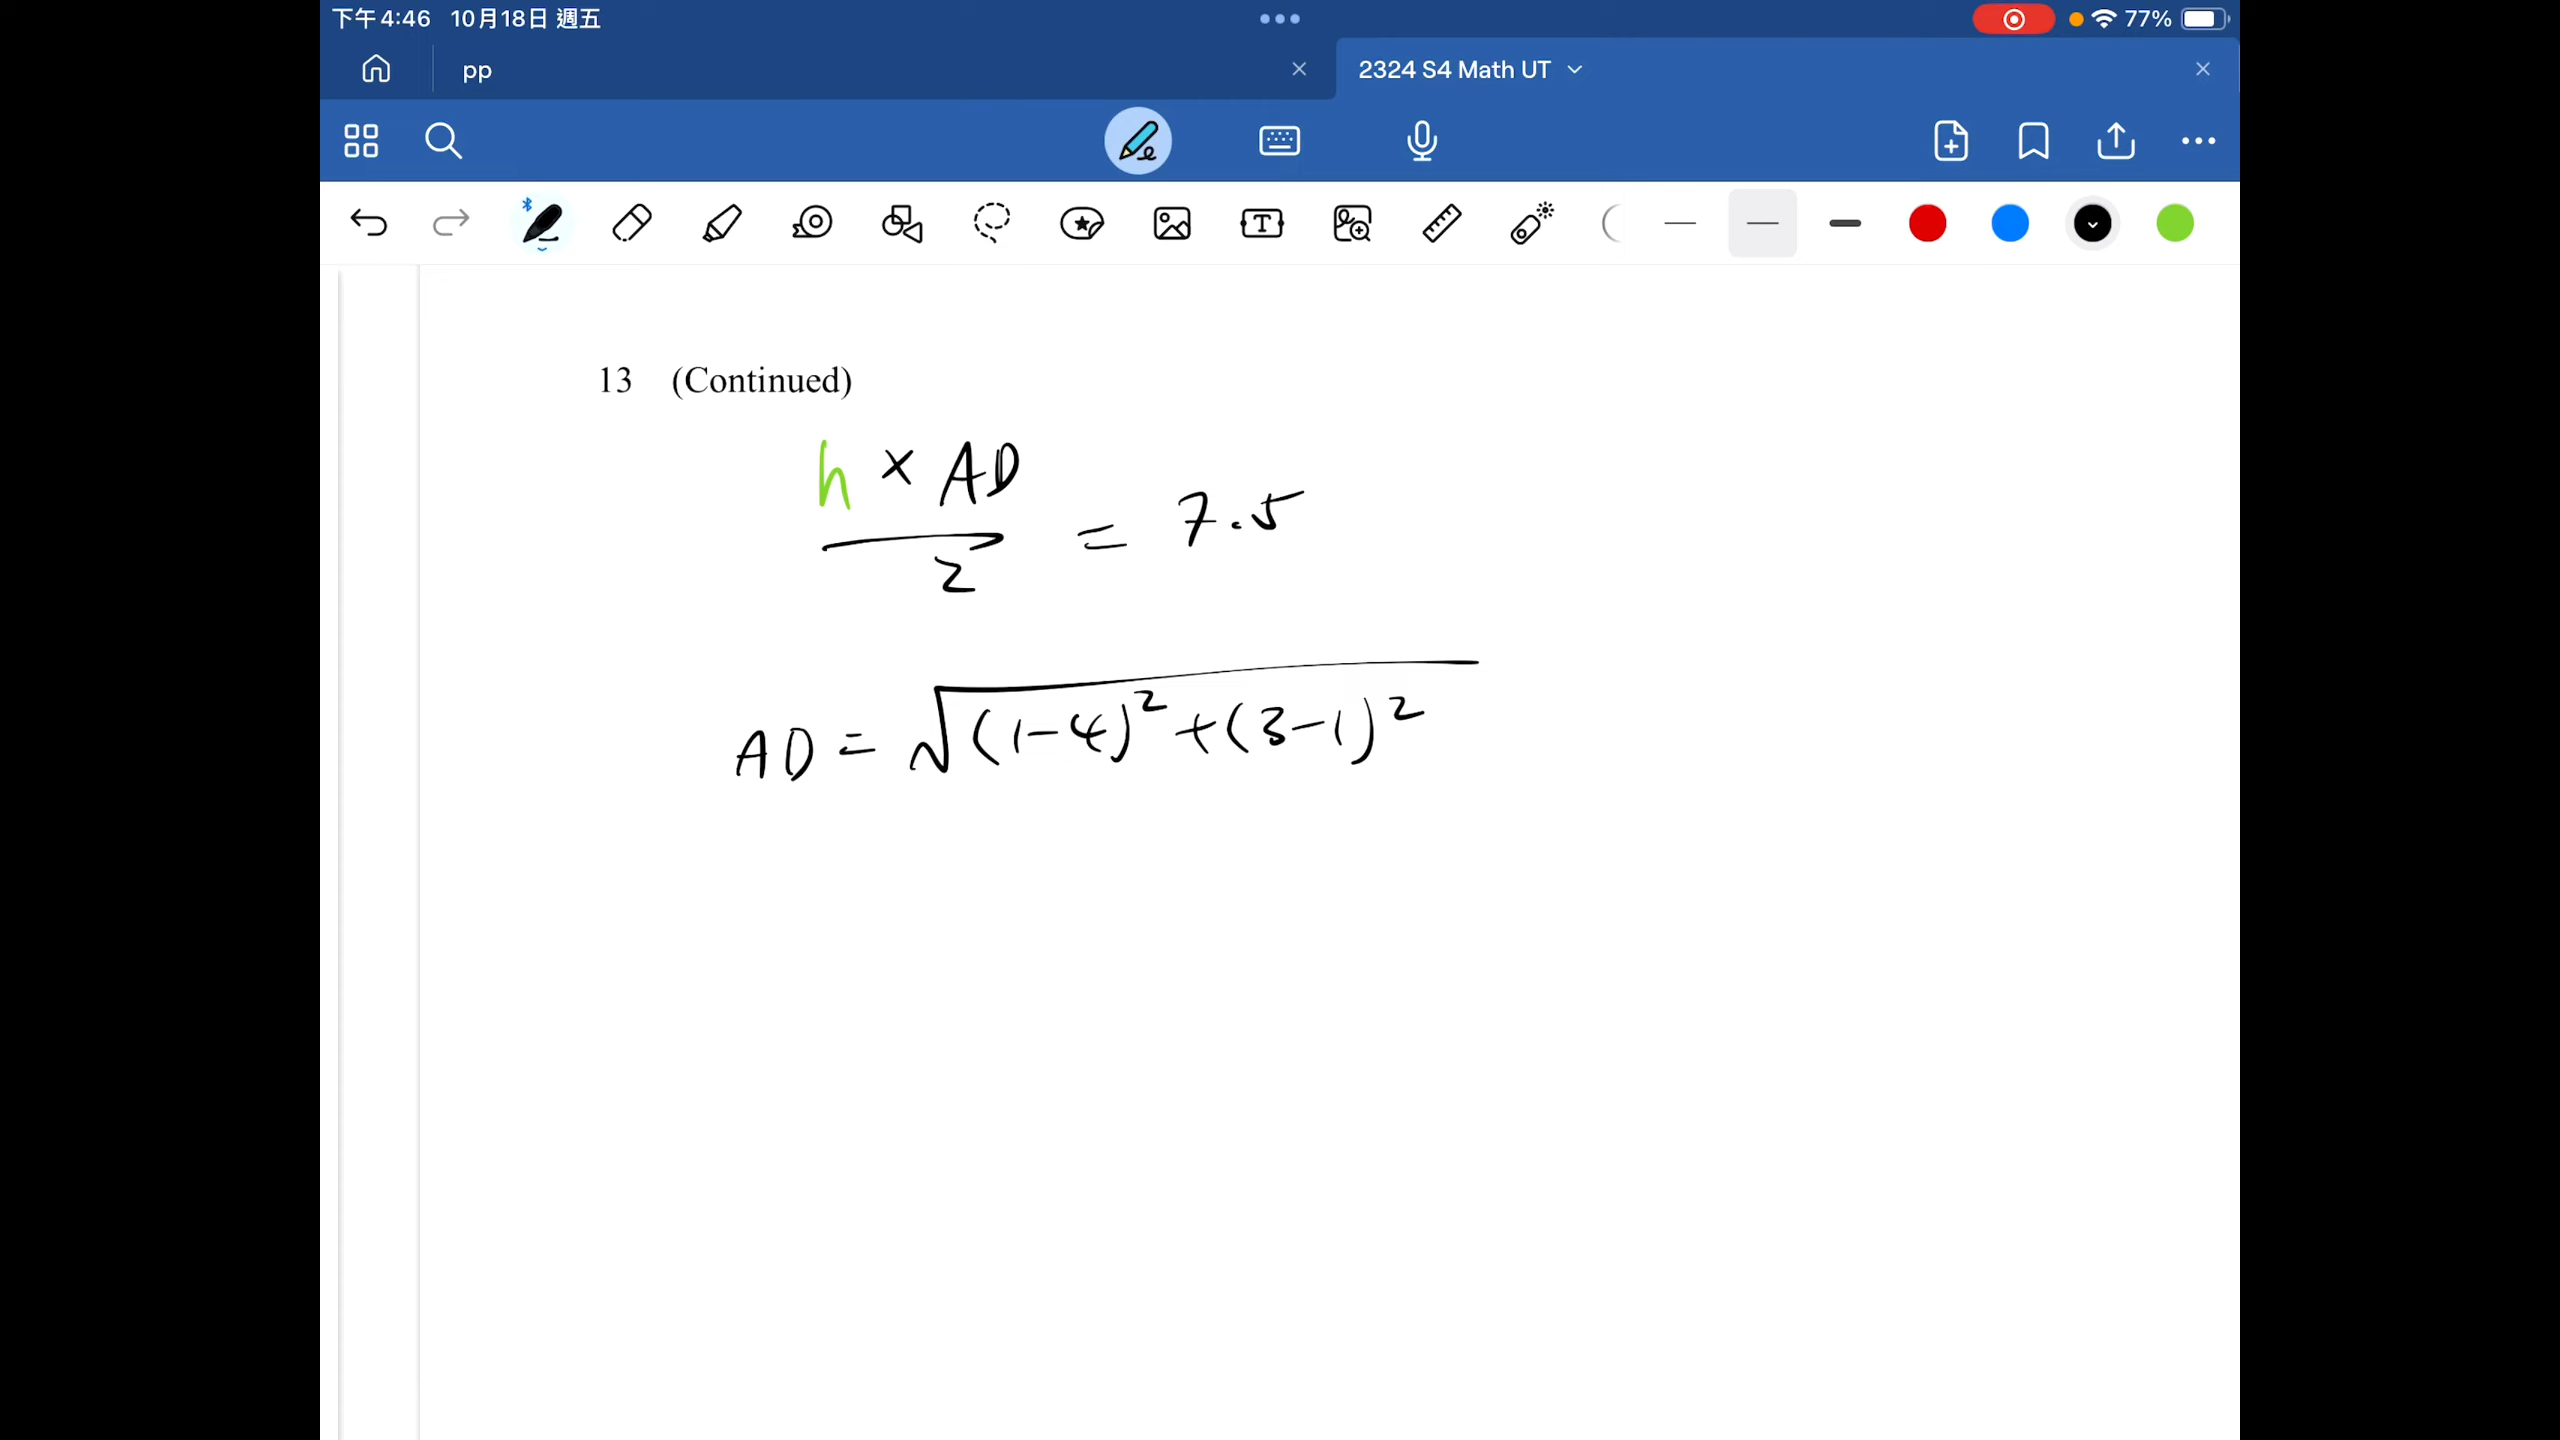 下午4:46 10月18日 週五 77%
pp 2324 S4 Math UT
13 (Continued)
h × AD
= 7.5
2
AD = √(1-4)² + (3-1)²